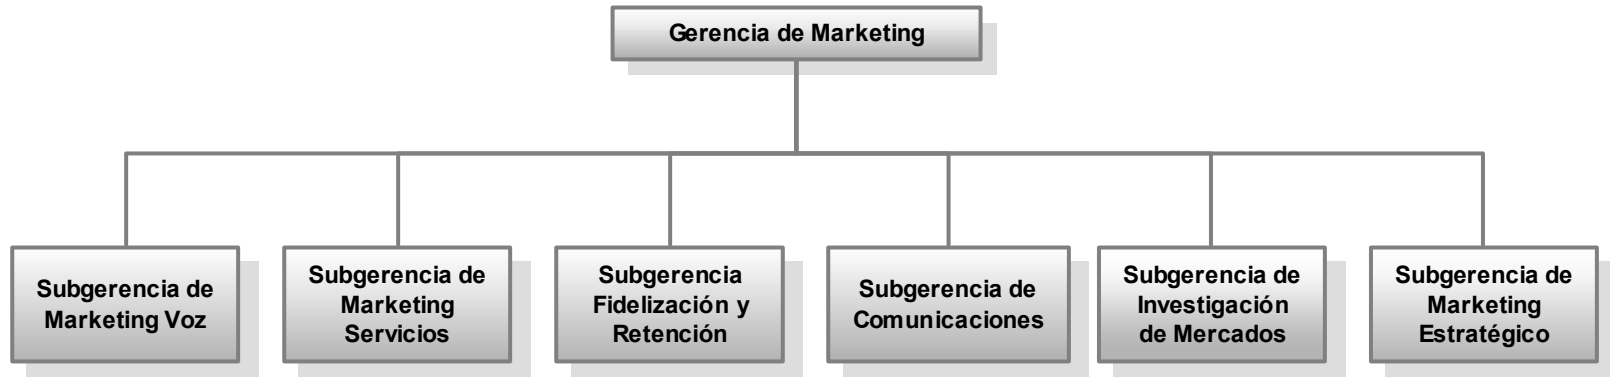 Gerencia de Marketing
Subgerencia de
Marketing Voz
Subgerencia de
Marketing
Servicios
Subgerencia
Fidelización y
Retención
Subgerencia de
Comunicaciones
Subgerencia de
Investigación
de Mercados
Subgerencia de
Marketing
Estratégico